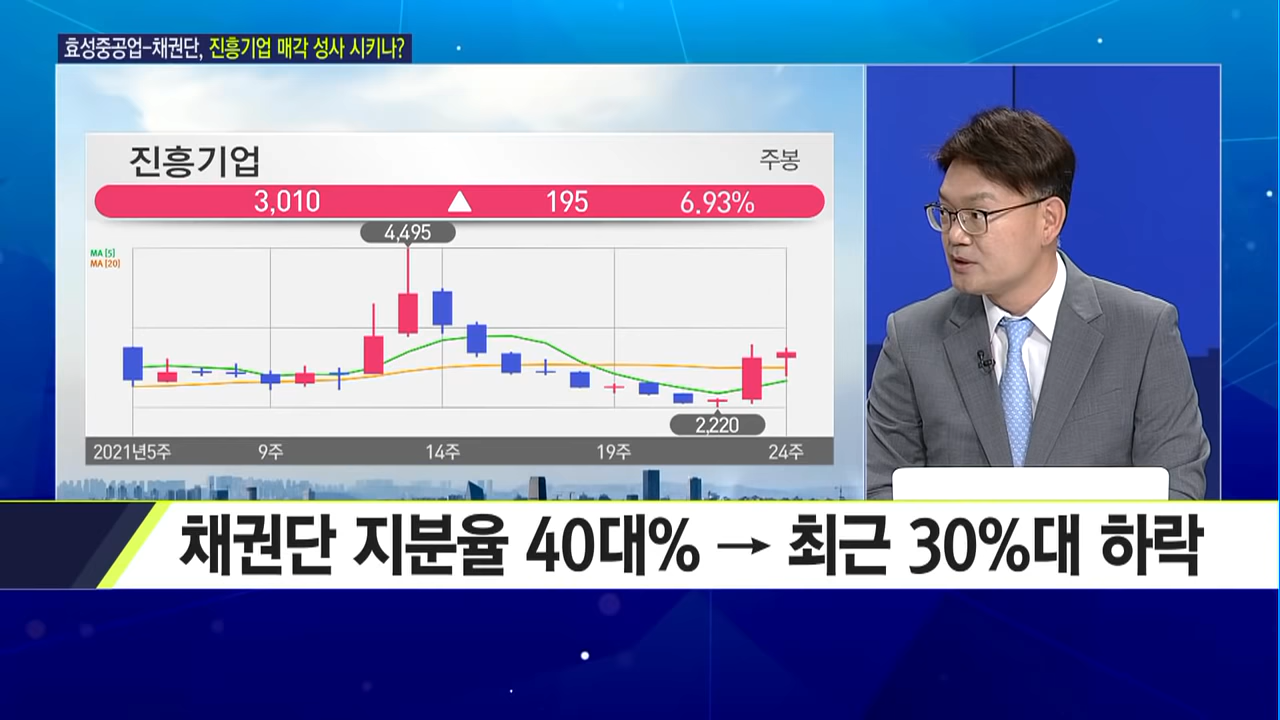 효성중공업-채권단, 진흥기업 매각 성사 시키나?
진흥기업
주봉
3,010 ▲ 195 6.93%
4,495
MA [5]
MA [20]
2,220
2021년5주 9주 14주 19주 24주
채권단 지분율 40대% → 최근 30%대 하락